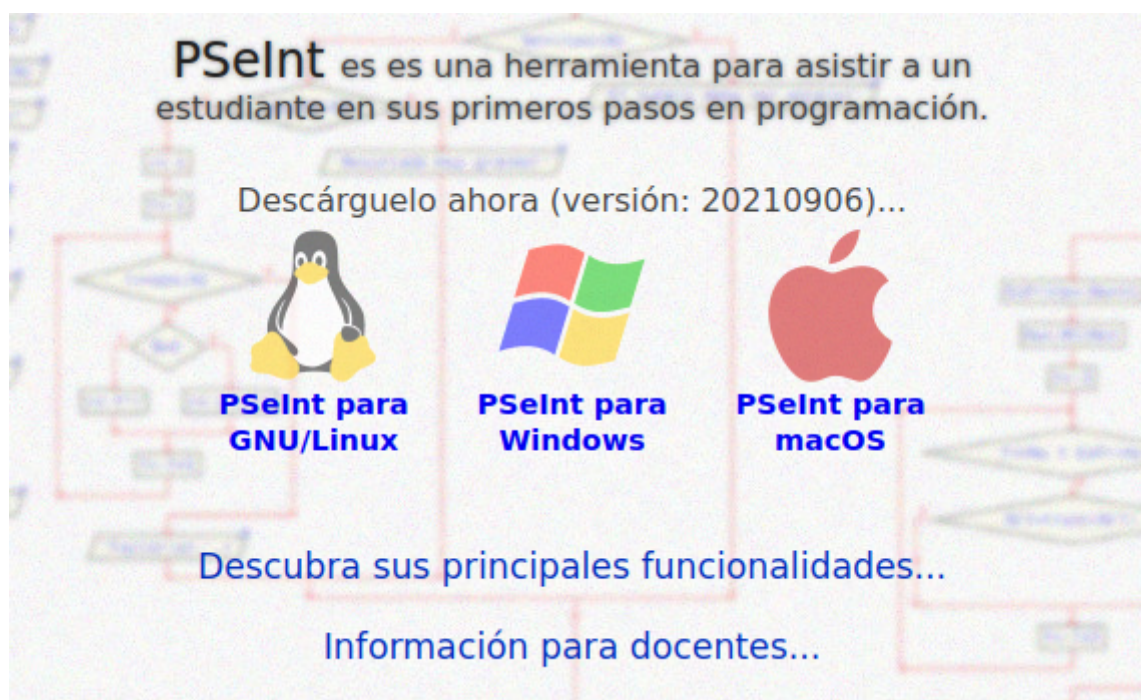 PSeInt es es una herramienta para asistir a un
estudiante en sus primeros pasos en programación.
Descárguelo ahora (versión: 20210906)...
PSeInt para
GNU/Linux
PSeInt para
Windows
PSeInt para
macOS
Descubra sus principales funcionalidades...
Información para docentes...